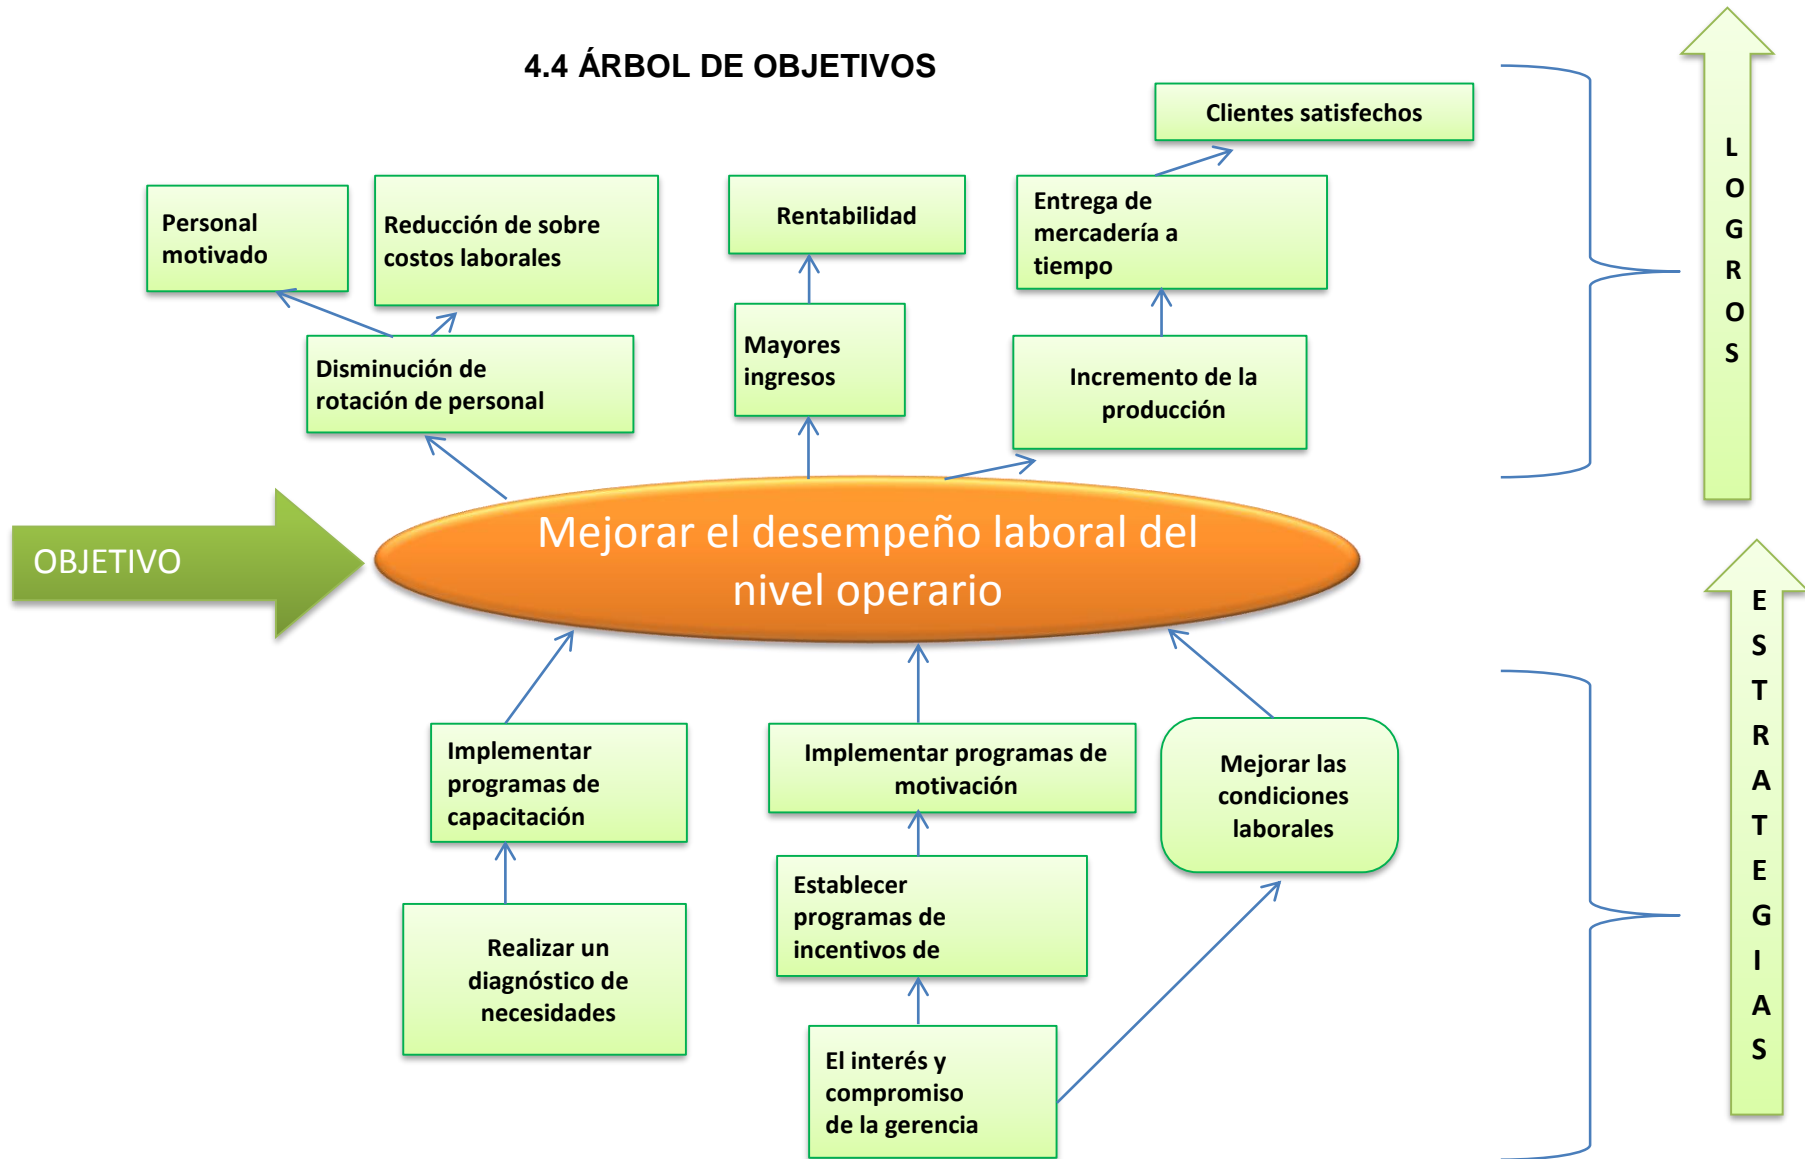 4.4 ÁRBOL DE OBJETIVOS
Clientes satisfechos
Personal
motivado
Reducción de sobre
costos laborales
Rentabilidad
Entrega de
mercadería a
tiempo
Disminución de
rotación de personal
Mayores
ingresos
Incremento de la
producción
LOGROS
OBJETIVO
Mejorar el desempeño laboral del
nivel operario
Implementar
programas de
capacitación
Implementar programas de
motivación
Mejorar las
condiciones
laborales
Realizar un
diagnóstico de
necesidades
Establecer
programas de
incentivos de
El interés y
compromiso
de la gerencia
ESTRATEGIAS